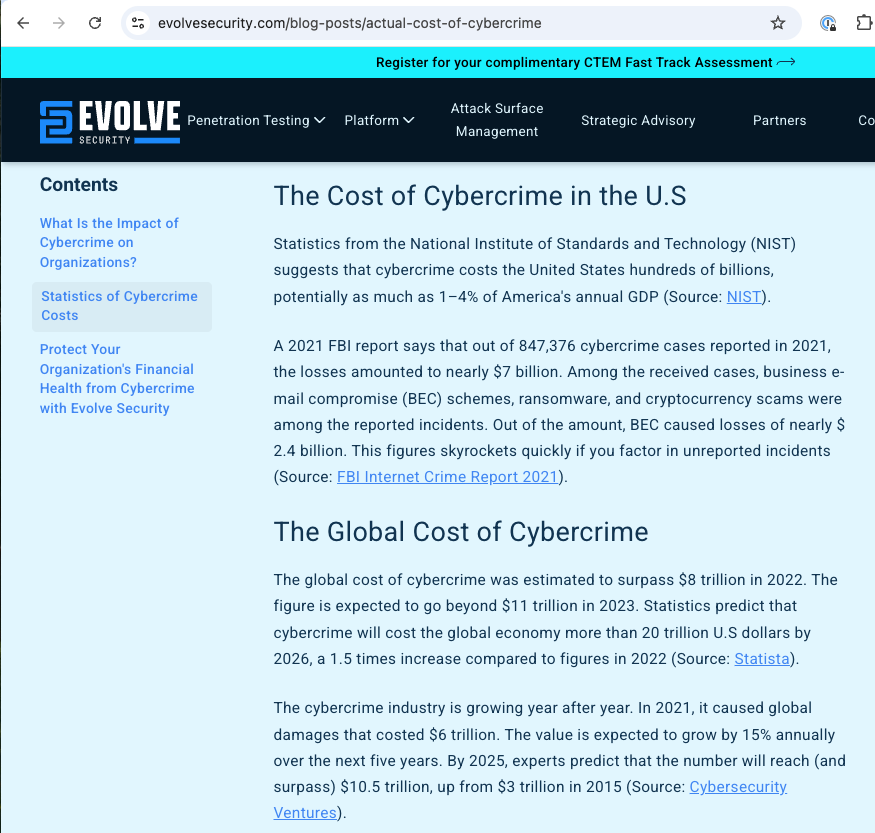 evolvesecurity.com/blog-posts/actual-cost-of-cybercrime
Register for your complimentary CTEM Fast Track Assessment
EVOLVE
SECURITY
Penetration Testing
Platform
Attack Surface
Management
Strategic Advisory
Partners
Co
Contents
What Is the Impact of
Cybercrime on
Organizations?
Statistics of Cybercrime
Costs
Protect Your
Organization's Financial
Health from Cybercrime
with Evolve Security
The Cost of Cybercrime in the U.S
Statistics from the National Institute of Standards and Technology (NIST)
suggests that cybercrime costs the United States hundreds of billions,
potentially as much as 1–4% of America's annual GDP (Source: NIST).
A 2021 FBI report says that out of 847,376 cybercrime cases reported in 2021,
the losses amounted to nearly $7 billion. Among the received cases, business e-
mail compromise (BEC) schemes, ransomware, and cryptocurrency scams were
among the reported incidents. Out of the amount, BEC caused losses of nearly $
2.4 billion. This figures skyrockets quickly if you factor in unreported incidents
(Source: FBI Internet Crime Report 2021).
The Global Cost of Cybercrime
The global cost of cybercrime was estimated to surpass $8 trillion in 2022. The
figure is expected to go beyond $11 trillion in 2023. Statistics predict that
cybercrime will cost the global economy more than 20 trillion U.S dollars by
2026, a 1.5 times increase compared to figures in 2022 (Source: Statista).
The cybercrime industry is growing year after year. In 2021, it caused global
damages that costed $6 trillion. The value is expected to grow by 15% annually
over the next five years. By 2025, experts predict that the number will reach (and
surpass) $10.5 trillion, up from $3 trillion in 2015 (Source: Cybersecurity
Ventures).